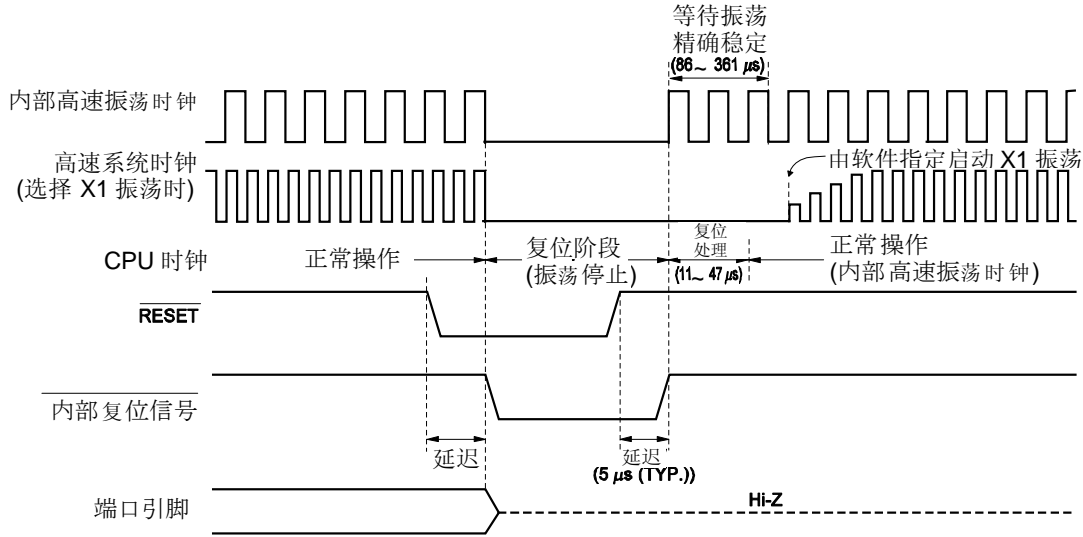 等待振荡
精确稳定
(86~ 361 μs)
内部高速振荡时钟
高速系统时钟
(选择 X1 振荡时)
由软件指定启动 X1 振荡
CPU 时钟
正常操作
复位阶段
(振荡停止)
复位
处理
(11~ 47 μs)
正常操作
(内部高速振荡时钟)
RESET
内部复位信号
延迟
延迟
(5 μs (TYP.))
端口引脚
Hi-Z